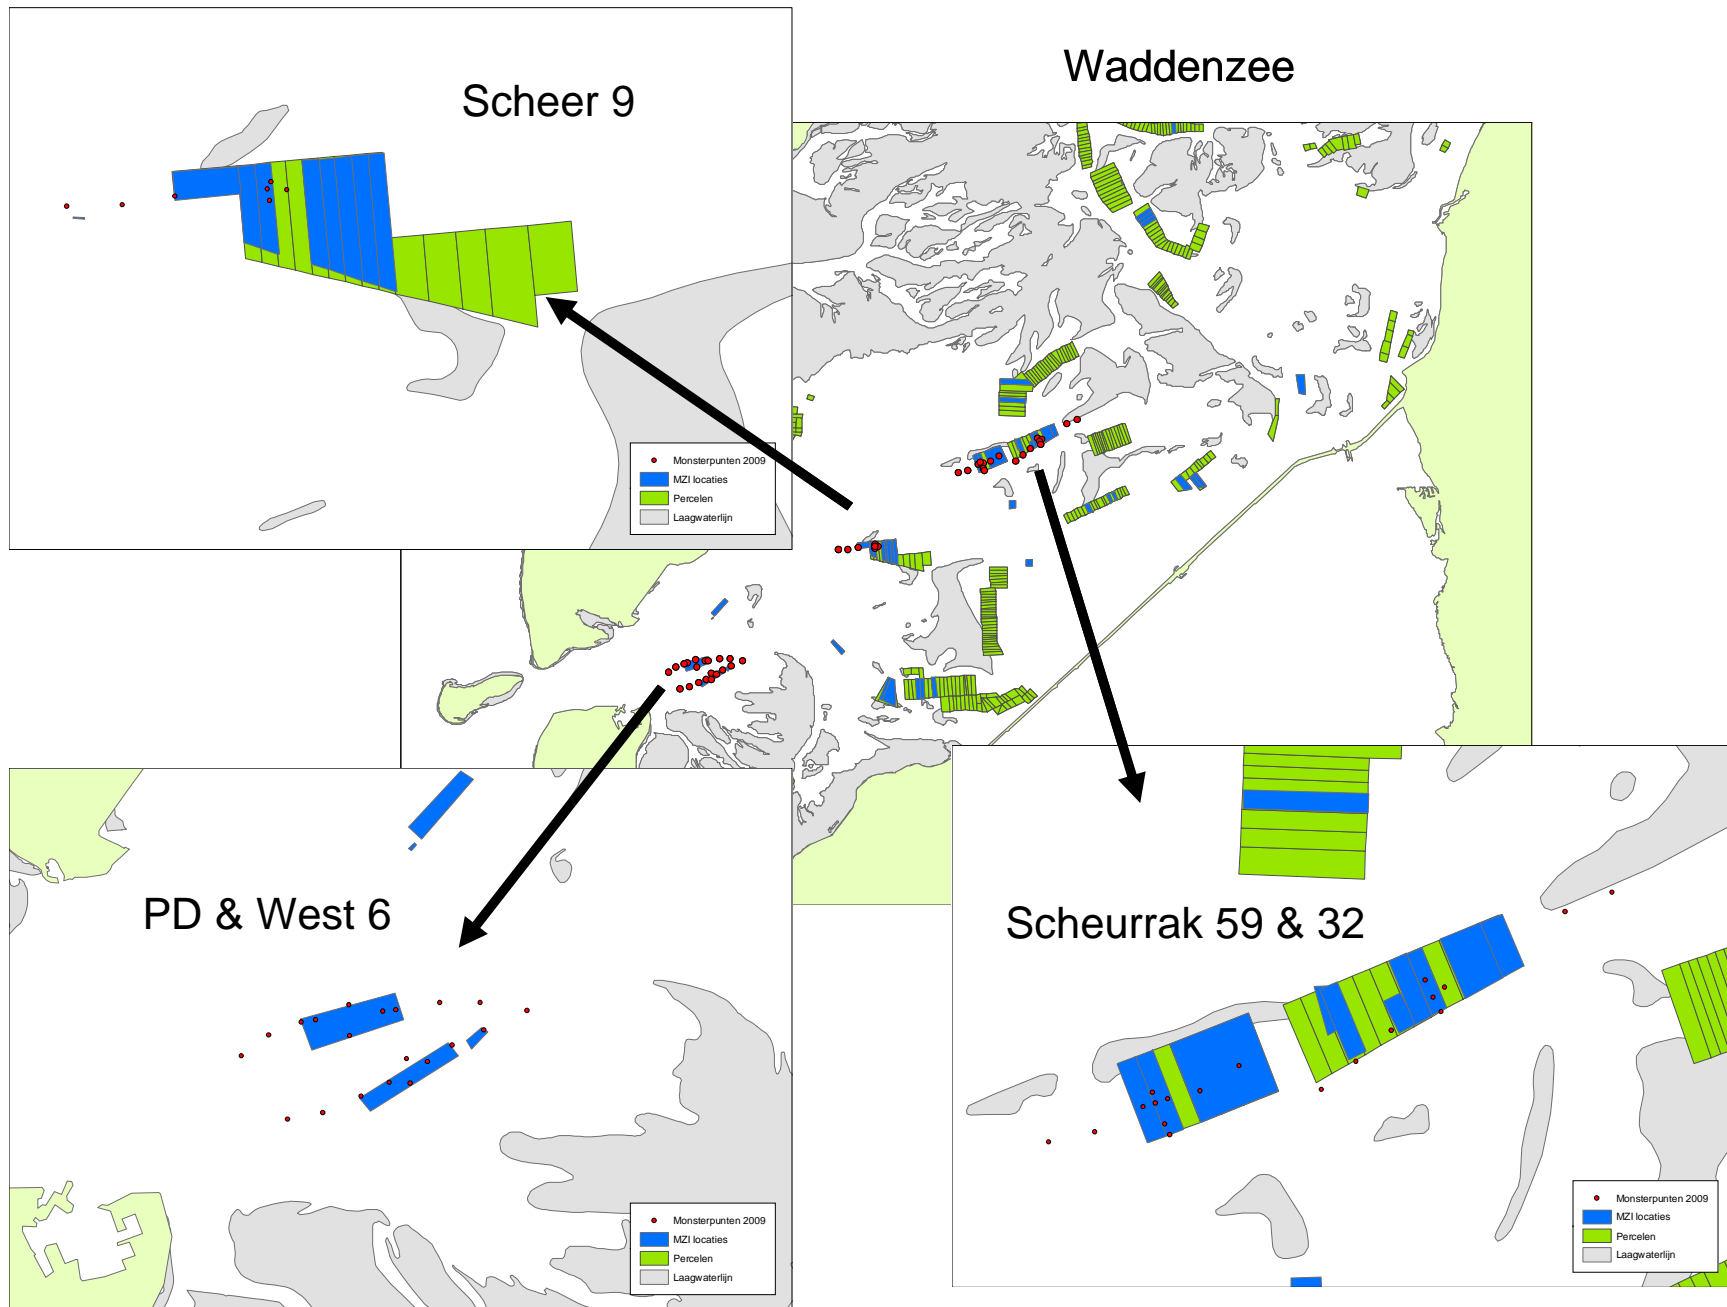 Waddenzee
Scheer 9
Monsterpunten 2009
MZI locaties
Percelen
Laagwaterlijn
PD & West 6
Monsterpunten 2009
MZI locaties
Percelen
Laagwaterlijn
Scheurrak 59 & 32
Monsterpunten 2009
MZI locaties
Percelen
Laagwaterlijn